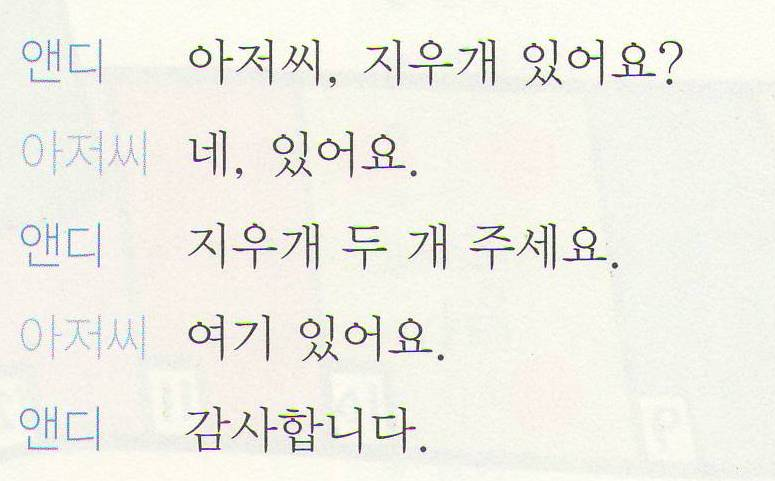 앤디 아저씨, 지우개 있어요?
아저씨 네, 있어요.
앤디 지우개 두 개 주세요.
아저씨 여기 있어요.
앤디 감사합니다.